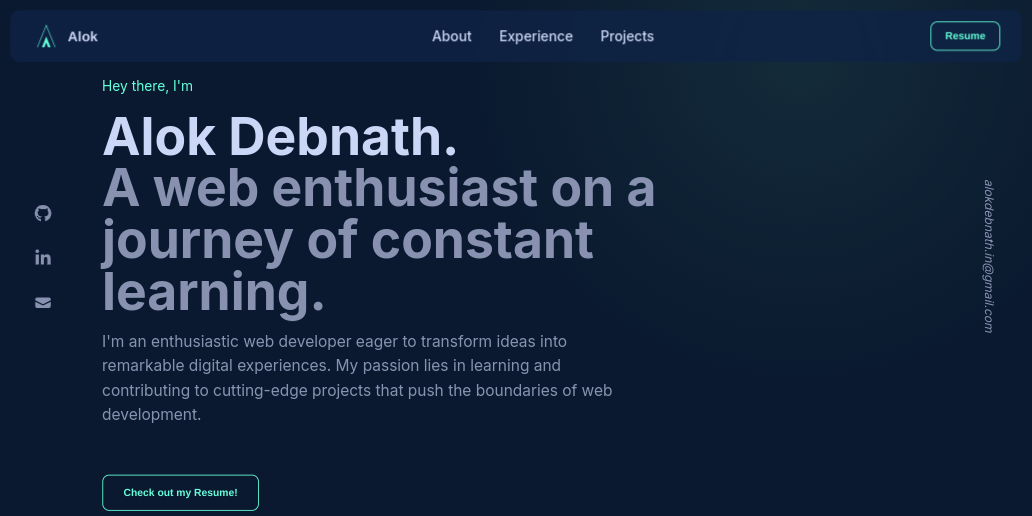 Alok
About
Experience
Projects
Resume
Hey there, I'm
Alok Debnath.
A web enthusiast on a
journey of constant
learning.
I'm an enthusiastic web developer eager to transform ideas into
remarkable digital experiences. My passion lies in learning and
contributing to cutting-edge projects that push the boundaries of web
development.
Check out my Resume!
alokdebnath.in@gmail.com